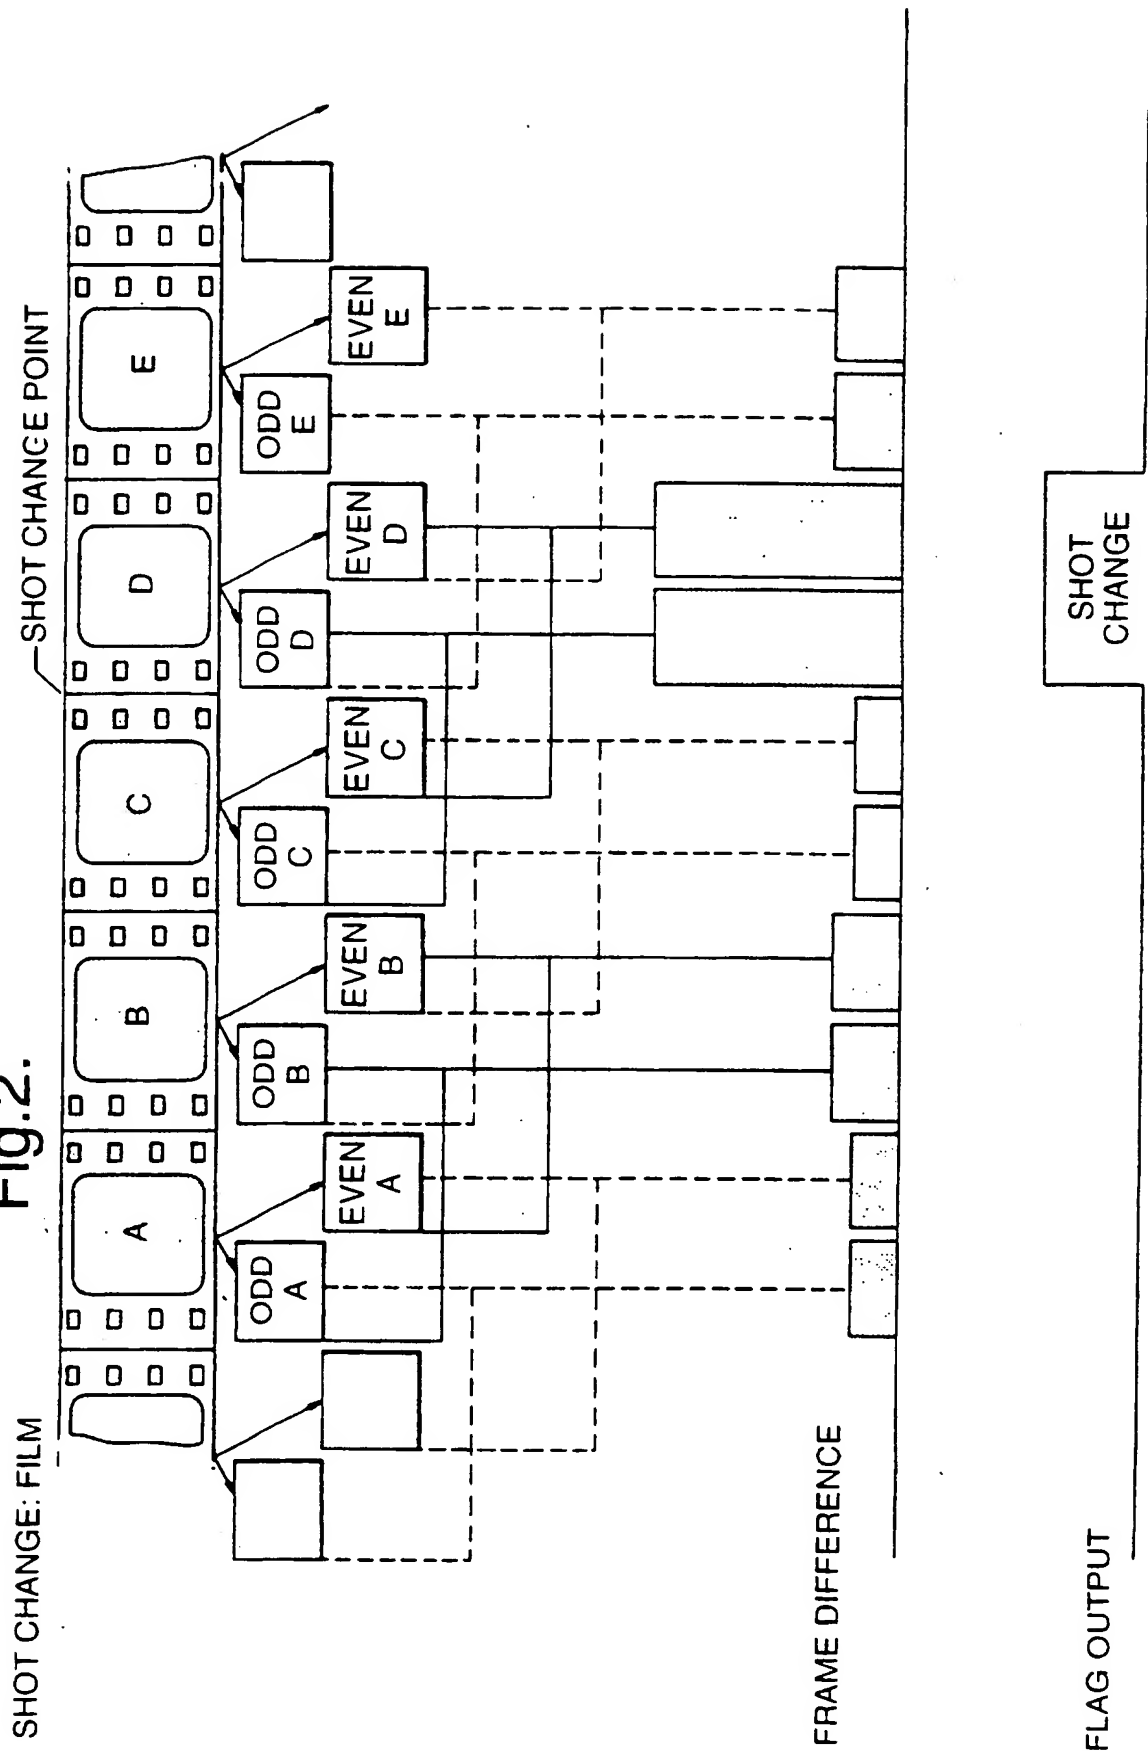 Fig.2.
SHOT CHANGE: FILM
SHOT CHANGE POINT
A
B
C
D
E
ODD
A
EVEN
A
ODD
B
EVEN
B
ODD
C
EVEN
C
ODD
D
EVEN
D
ODD
E
EVEN
E
FRAME DIFFERENCE
FLAG OUTPUT
SHOT
CHANGE